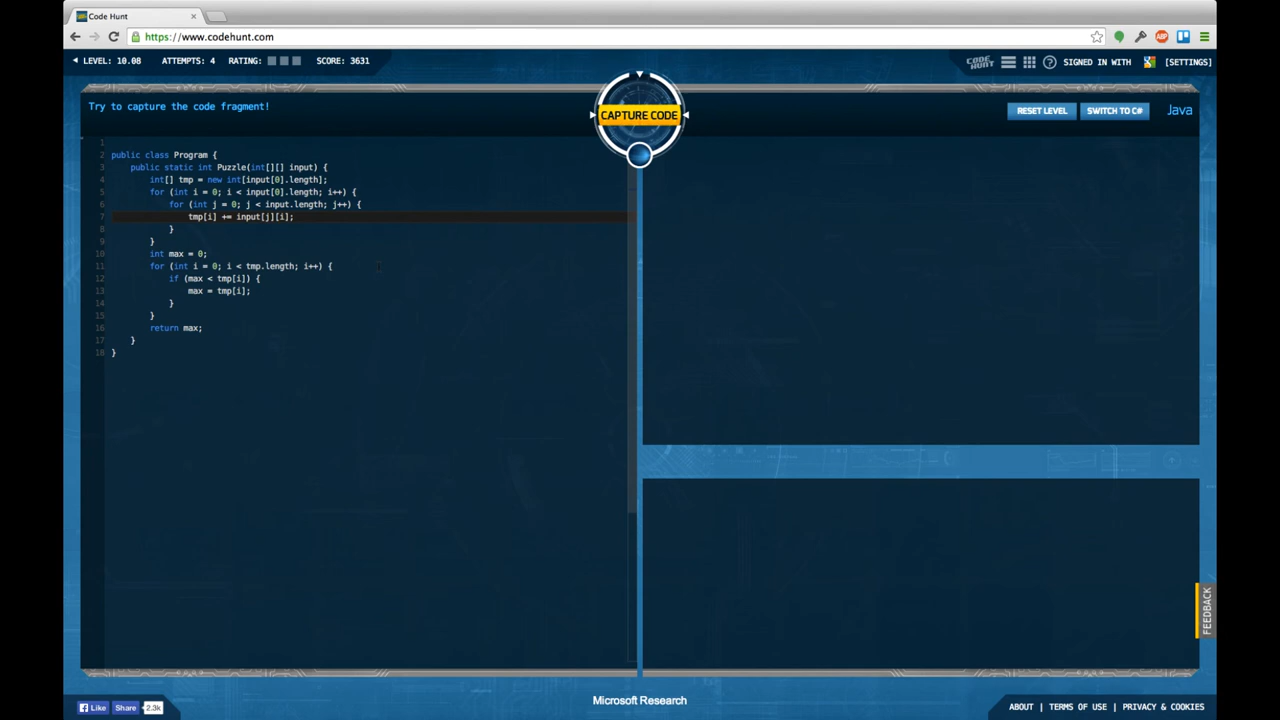 Code Hunt
https://www.codehunt.com
ABP
LEVEL: 10.08 ATTEMPTS: 4 RATING: SCORE: 3631
CODE HUNT SIGNED IN WITH [SETTINGS]
Try to capture the code fragment!
CAPTURE CODE
RESET LEVEL SWITCH TO C# Java
1
2 public class Program {
3 public static int Puzzle(int[][] input) {
4 int[] tmp = new int[input[0].length];
5 for (int i = 0; i < input[0].length; i++) {
6 for (int j = 0; j < input.length; j++) {
7 tmp[i] += input[j][i];
8 }
9 }
10 int max = 0;
11 for (int i = 0; i < tmp.length; i++) {
12 if (max < tmp[i]) {
13 max = tmp[i];
14 }
15 }
16 return max;
17 }
18 }
FEEDBACK
Microsoft Research
Like Share 2.3k
ABOUT | TERMS OF USE | PRIVACY & COOKIES